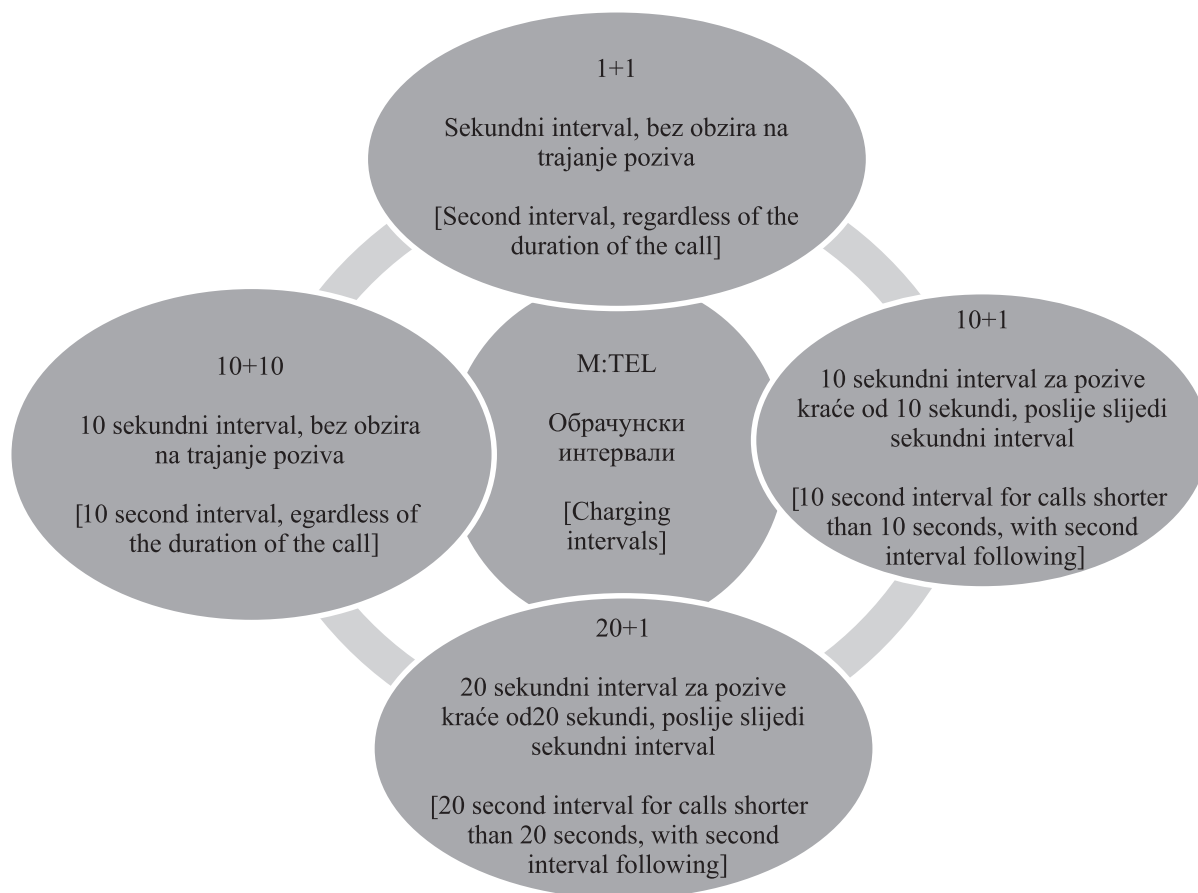 1+1
Sekundni interval, bez obzira na
trajanje poziva
[Second interval, regardless of the
duration of the call]
10+10
10 sekundni interval, bez obzira
na trajanje poziva
[10 second interval, egardless of
the duration of the call]
M:TEL
Обрачунски
интервали
[Charging
intervals]
10+1
10 sekundni interval za pozive
kraće od 10 sekundi, poslije slijedi
sekundni interval
[10 second interval for calls shorter
than 10 seconds, with second
interval following]
20+1
20 sekundni interval za pozive
kraće od20 sekundi, poslije slijedi
sekundni interval
[20 second interval for calls shorter
than 20 seconds, with second
interval following]